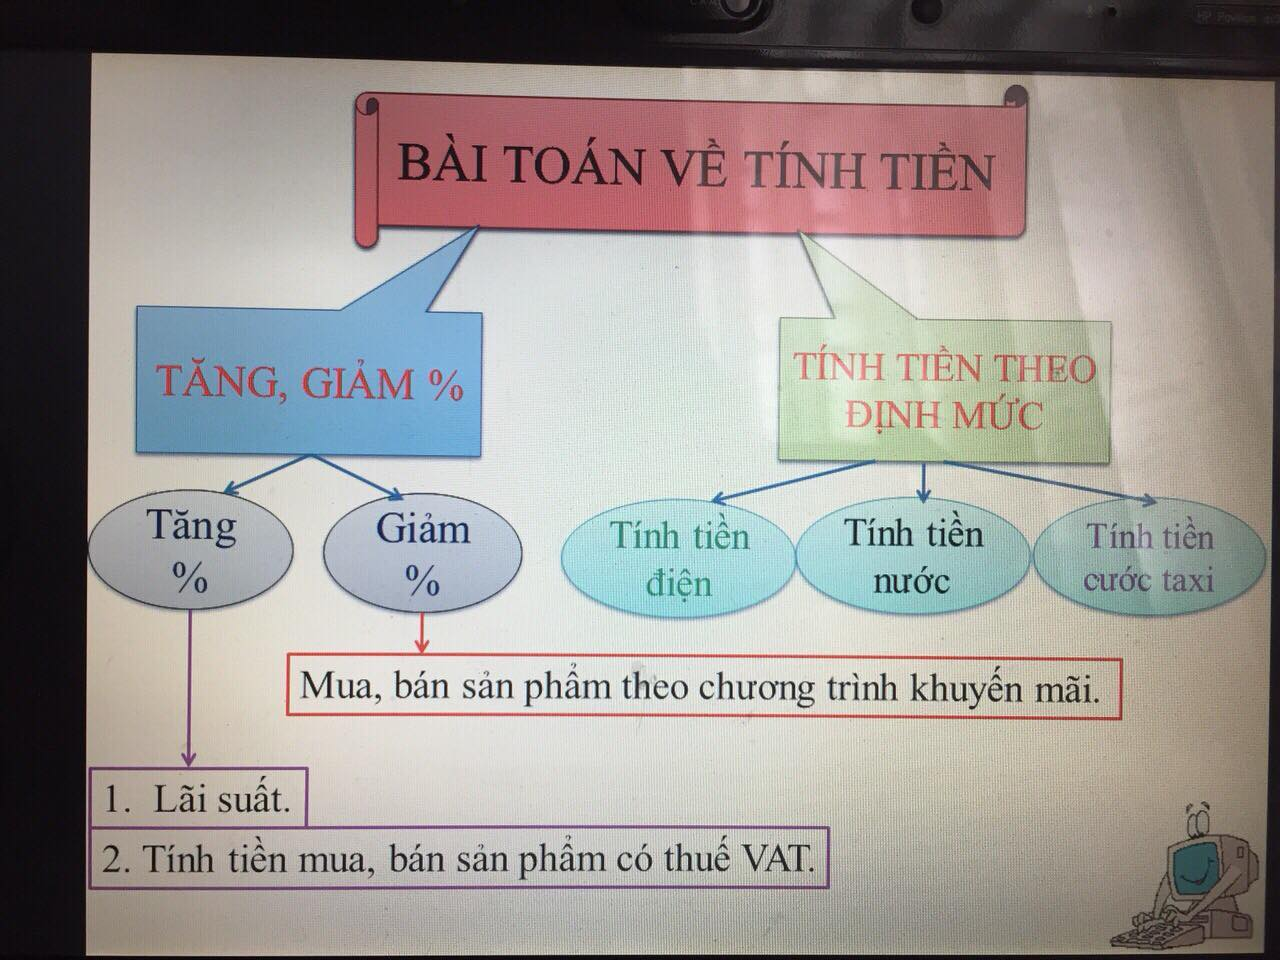 BÀI TOÁN VỀ TÍNH TIỀN
TĂNG, GIẢM %
TÍNH TIỀN THEO
ĐỊNH MỨC
Tăng
%
Giảm
%
Tính tiền
điện
Tính tiền
nước
Tính tiền
cước taxi
Mua, bán sản phẩm theo chương trình khuyến mãi.
1. Lãi suất.
2. Tính tiền mua, bán sản phẩm có thuế VAT.